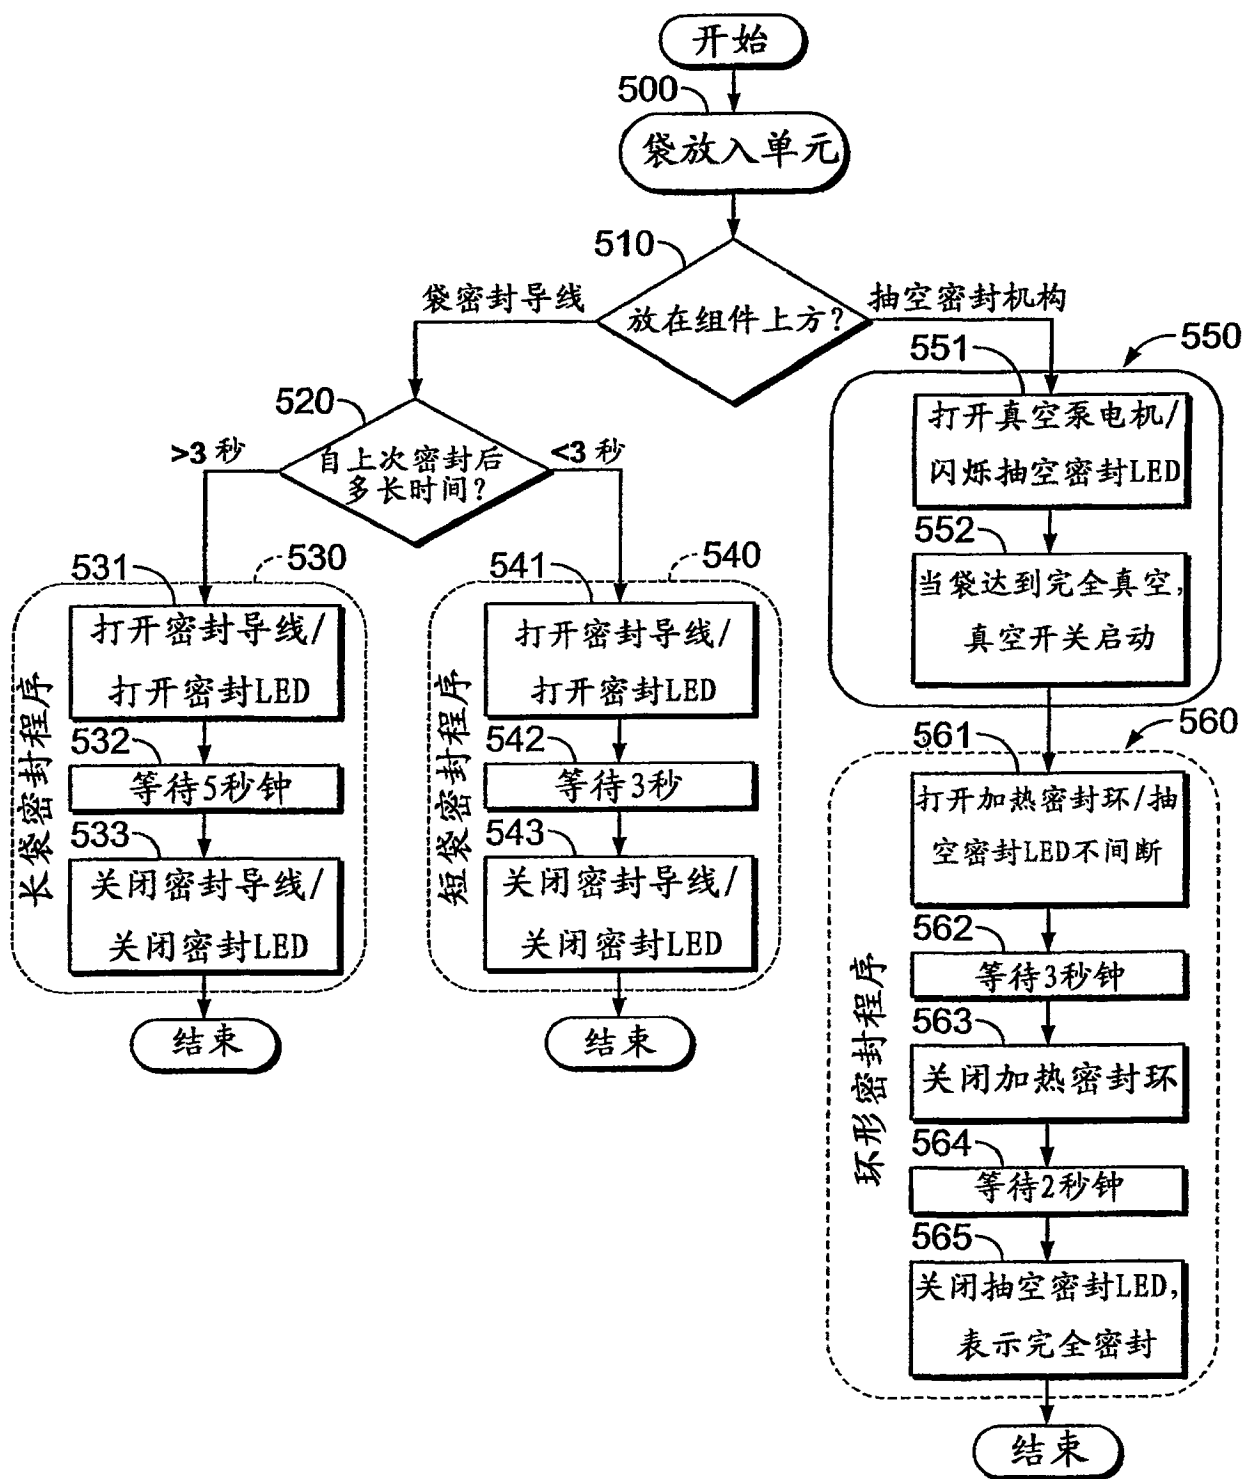 开始
500
袋放入单元
510
放在组件上方?
袋密封导线
抽空密封机构
520
自上次密封后
多长时间?
>3 秒
<3 秒
530
长袋密封程序
531
打开密封导线/
打开密封LED
532
等待5秒钟
533
关闭密封导线/
关闭密封LED
结束
540
短袋密封程序
541
打开密封导线/
打开密封LED
542
等待3秒
543
关闭密封导线/
关闭密封LED
结束
550
551
打开真空泵电机/
闪烁抽空密封LED
552
当袋达到完全真空,
真空开关启动
560
环形密封程序
561
打开加热密封环/抽
空密封LED不间断
562
等待3秒钟
563
关闭加热密封环
564
等待2秒钟
565
关闭抽空密封LED,
表示完全密封
结束